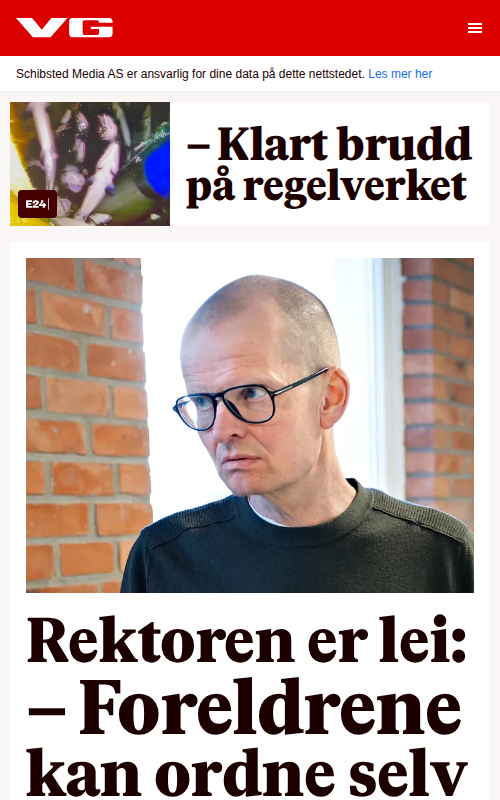 VG
Schibsted Media AS er ansvarlig for dine data på dette nettstedet. Les mer her
E24
– Klart brudd
på regelverket
Rektoren er lei:
– Foreldrene
kan ordne selv